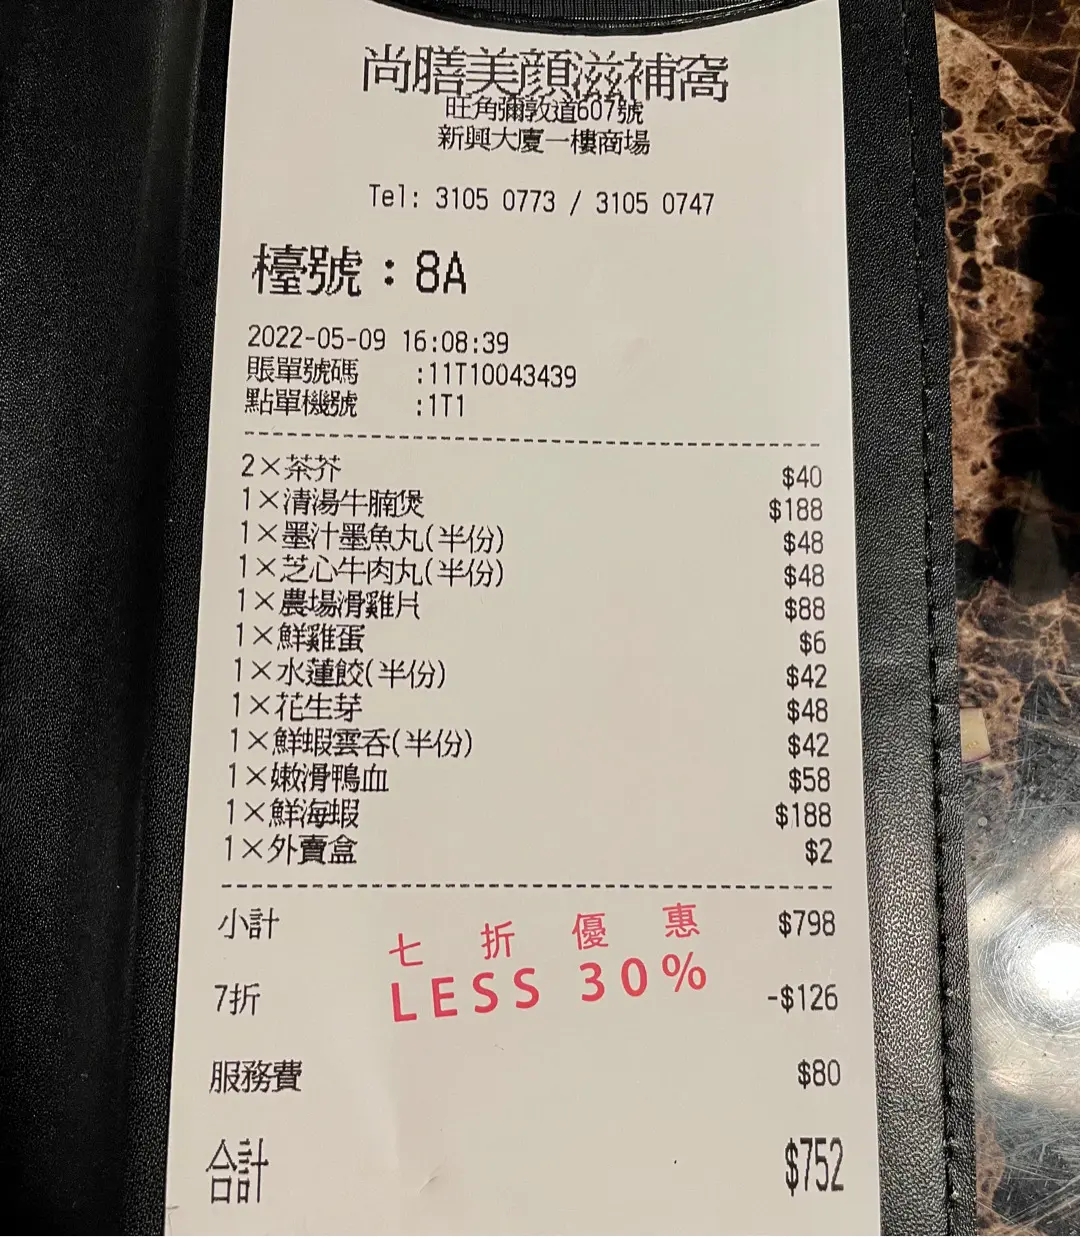 尚膳美顔滋補窩
旺角彌敦道607號
新興大廈一樓商場
Tel: 3105 0773 / 3105 0747
檯號：8A
2022-05-09 16:08:39
賬單號碼 :11T10043439
點單機號 :1T1
2×茶芥 $40
1×清湯牛腩煲 $188
1×墨汁墨魚丸(半份) $48
1×芝心牛肉丸(半份) $48
1×農場滑雞片 $88
1×鮮雞蛋 $6
1×水蓮餃(半份) $42
1×花生芽 $48
1×鮮蝦雲吞(半份) $42
1×嫩滑鴨血 $58
1×鮮海蝦 $188
1×外賣盒 $2
小計 $798
七折優惠
LESS 30%
7折 -$126
服務費 $80
合計 $752